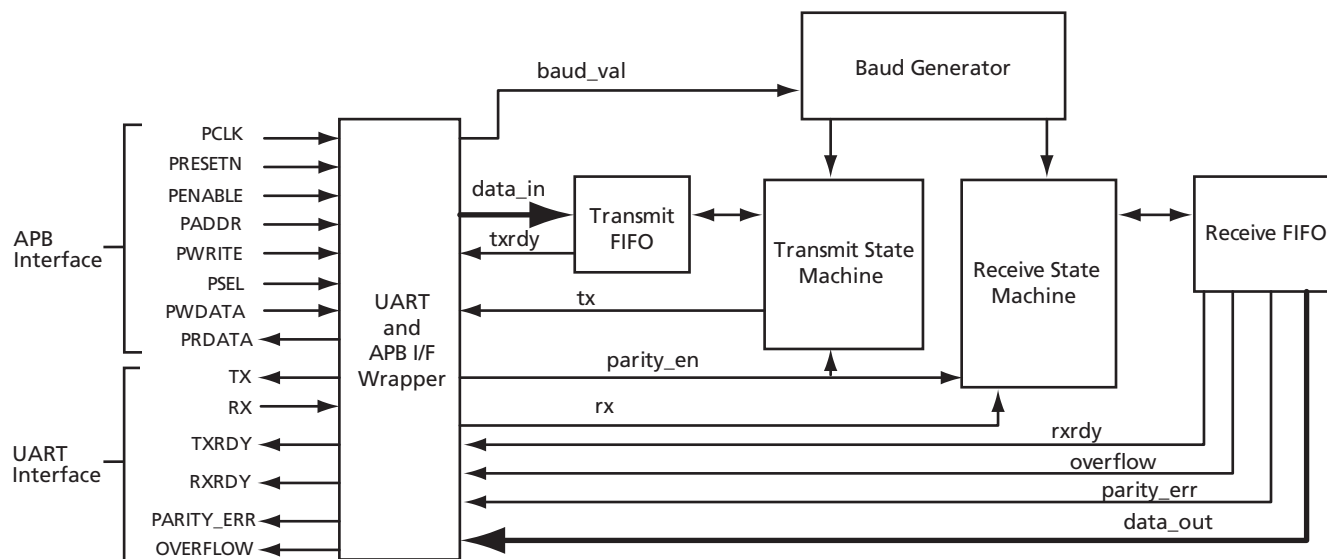 Baud Generator
baud_val
PCLK
PRESETN
PENABLE
PADDR
PWRITE
PSEL
PWDATA
PRDATA
APB
Interface
TX
RX
TXRDY
RXRDY
PARITY_ERR
OVERFLOW
UART
Interface
UART
and
APB I/F
Wrapper
data_in
txrdy
tx
parity_en
rx
Transmit
FIFO
Transmit State
Machine
Receive State
Machine
Receive FIFO
rxrdy
overflow
parity_err
data_out